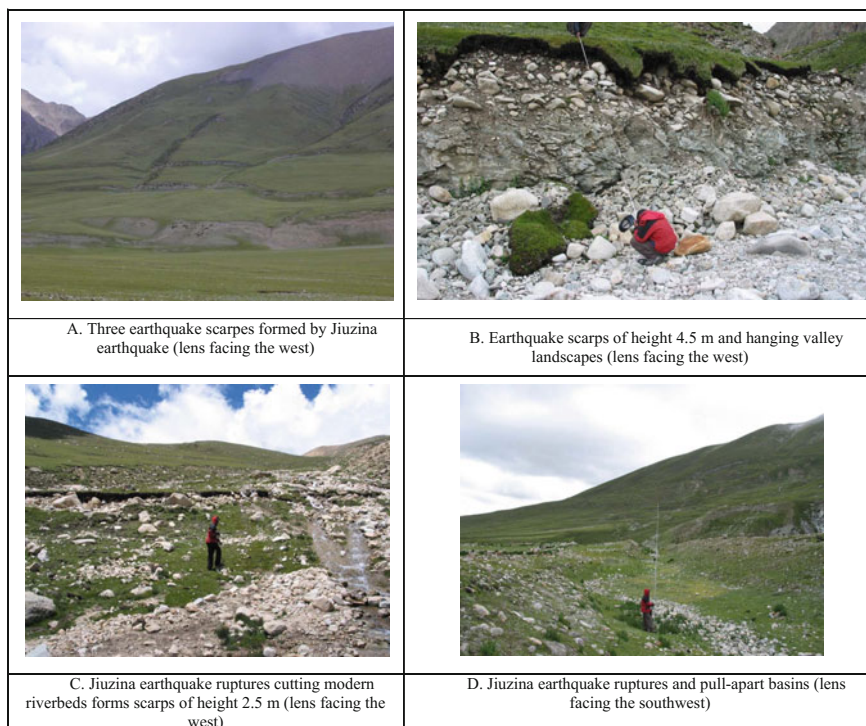 A. Three earthquake scarpes formed by Jiuzina
earthquake (lens facing the west)
B. Earthquake scarps of height 4.5 m and hanging valley
landscapes (lens facing the west)
C. Jiuzina earthquake ruptures cutting modern
riverbeds forms scarps of height 2.5 m (lens facing the
west)
D. Jiuzina earthquake ruptures and pull-apart basins (lens
facing the southwest)